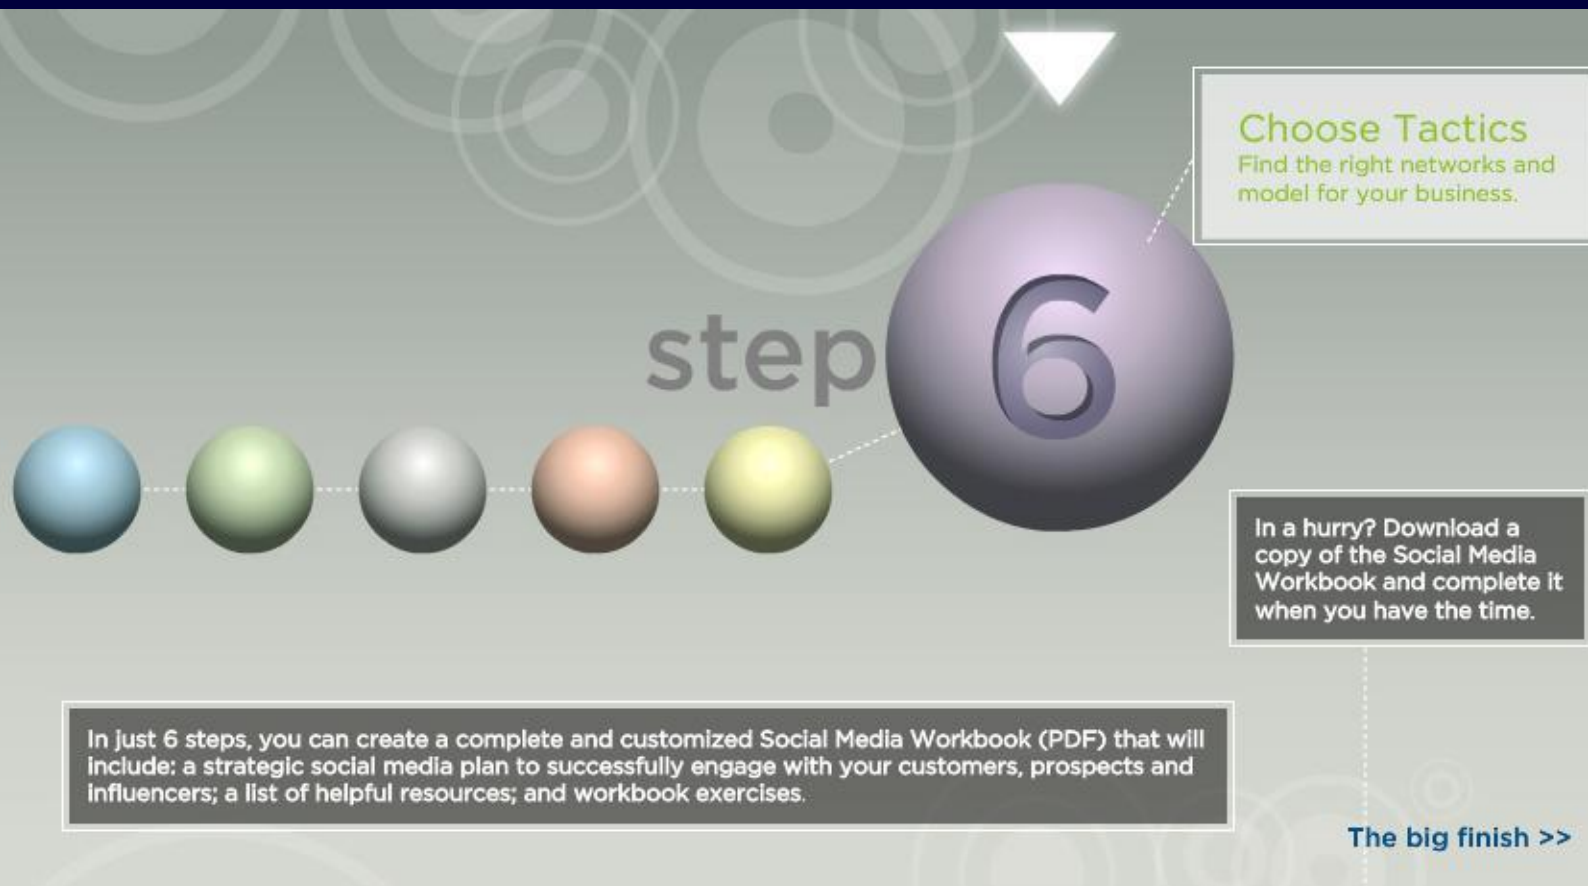 Choose Tactics
Find the right networks and
model for your business.
step 6
In a hurry? Download a
copy of the Social Media
Workbook and complete it
when you have the time.
In just 6 steps, you can create a complete and customized Social Media Workbook (PDF) that will
include: a strategic social media plan to successfully engage with your customers, prospects and
influencers; a list of helpful resources; and workbook exercises.
The big finish >>